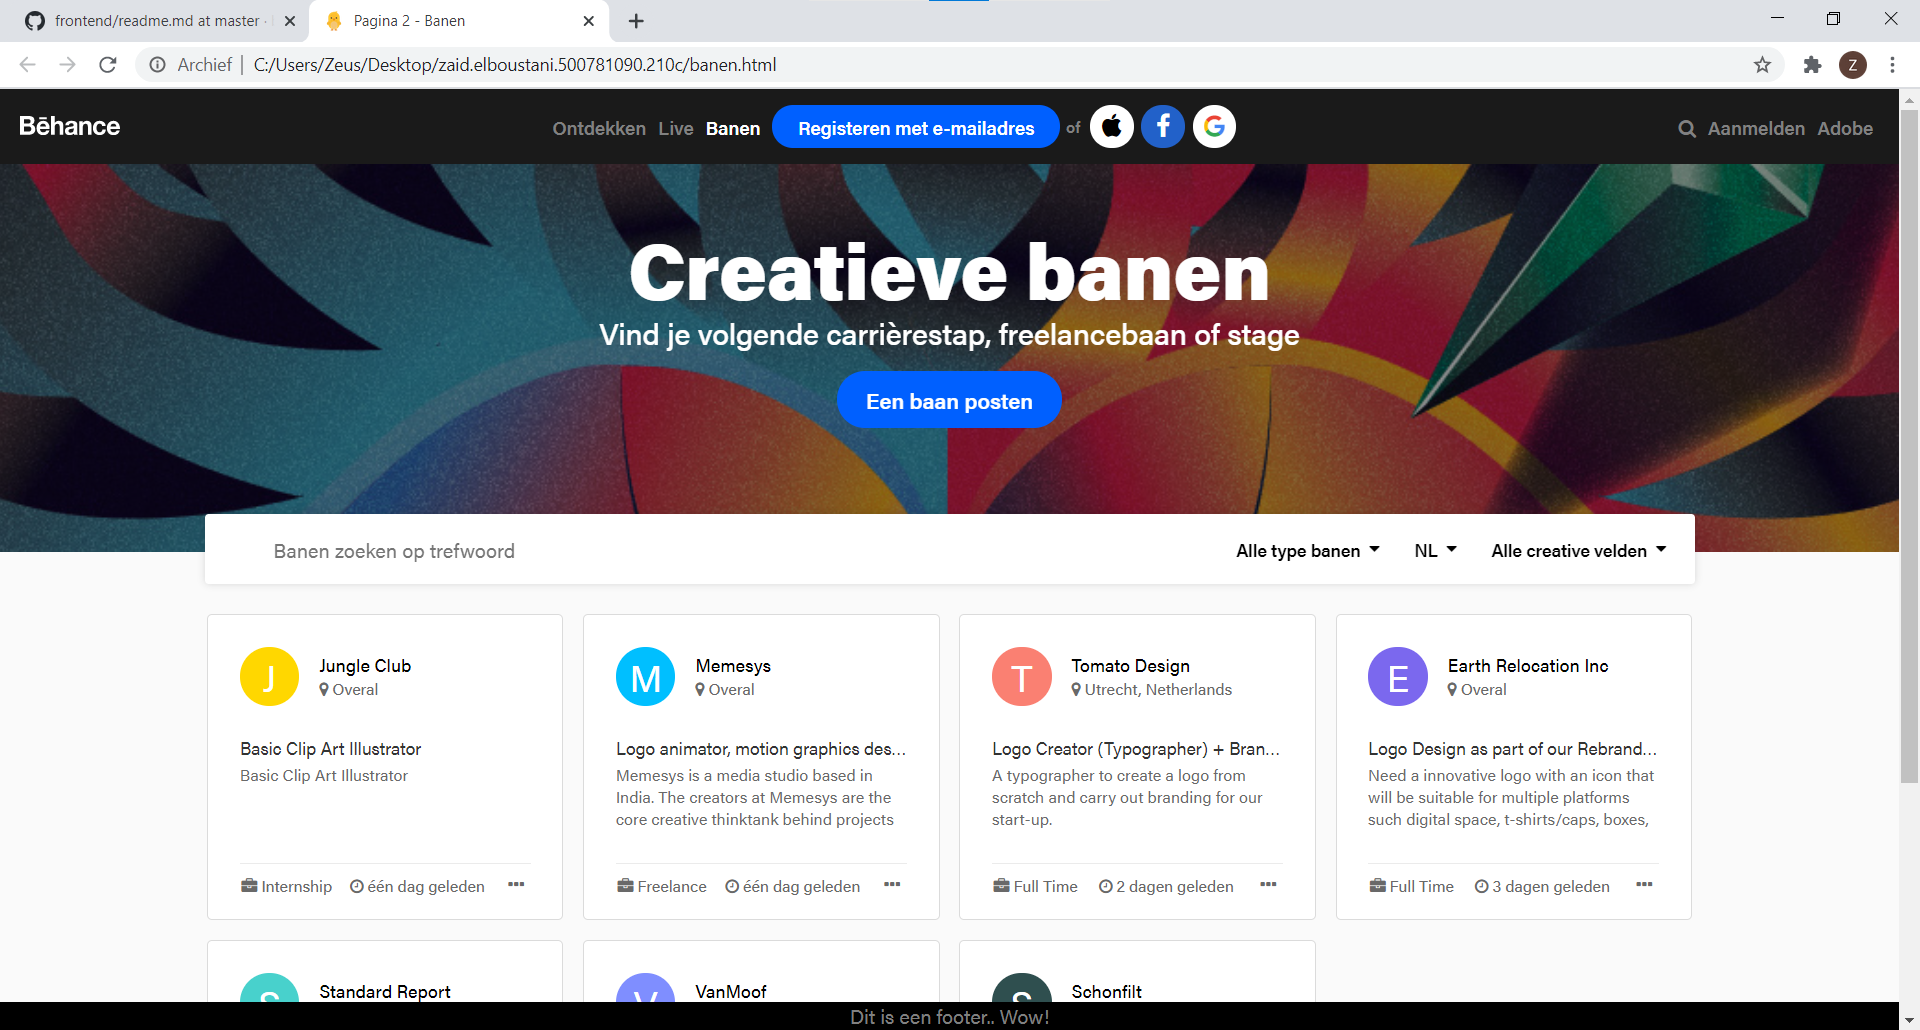 frontend/readme.md at master ·
Pagina 2 - Banen
Archief | C:/Users/Zeus/Desktop/zaid.elboustani.500781090.210c/banen.html
Z
Bēhance
Ontdekken Live Banen Registeren met e-mailadres of
Aanmelden Adobe
Creatieve banen
Vind je volgende carrièrestap, freelancebaan of stage
Een baan posten
Banen zoeken op trefwoord
Alle type banen NL Alle creative velden
J
Jungle Club
Overal
Basic Clip Art Illustrator
Basic Clip Art Illustrator
Internship één dag geleden
M
Memesys
Overal
Logo animator, motion graphics des...
Memesys is a media studio based in
India. The creators at Memesys are the
core creative thinktank behind projects
Freelance één dag geleden
T
Tomato Design
Utrecht, Netherlands
Logo Creator (Typographer) + Bran...
A typographer to create a logo from
scratch and carry out branding for our
start-up.
Full Time 2 dagen geleden
E
Earth Relocation Inc
Overal
Logo Design as part of our Rebrand...
Need a innovative logo with an icon that
will be suitable for multiple platforms
such digital space, t-shirts/caps, boxes,
Full Time 3 dagen geleden
S
Standard Report
V
VanMoof
S
Schonfilt
Dit is een footer.. Wow!